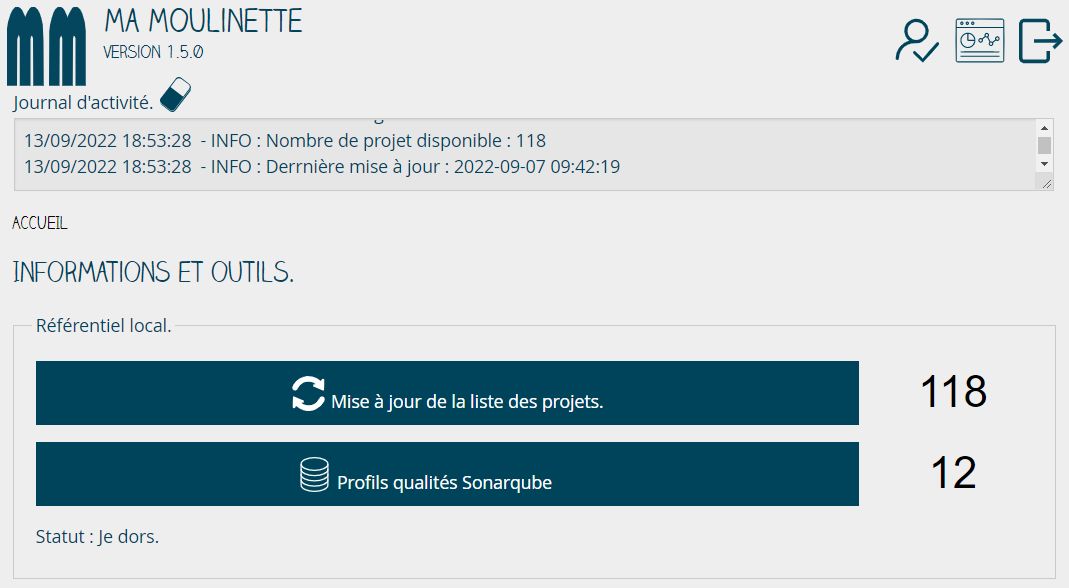 MA MOULINETTE
VERSION 1.5.0
Journal d'activité.
13/09/2022 18:53:28 - INFO : Nombre de projet disponible : 118
13/09/2022 18:53:28 - INFO : Derrnière mise à jour : 2022-09-07 09:42:19
ACCUEIL
INFORMATIONS ET OUTILS.
Référentiel local.
Mise à jour de la liste des projets.
118
Profils qualités Sonarqube
12
Statut : Je dors.